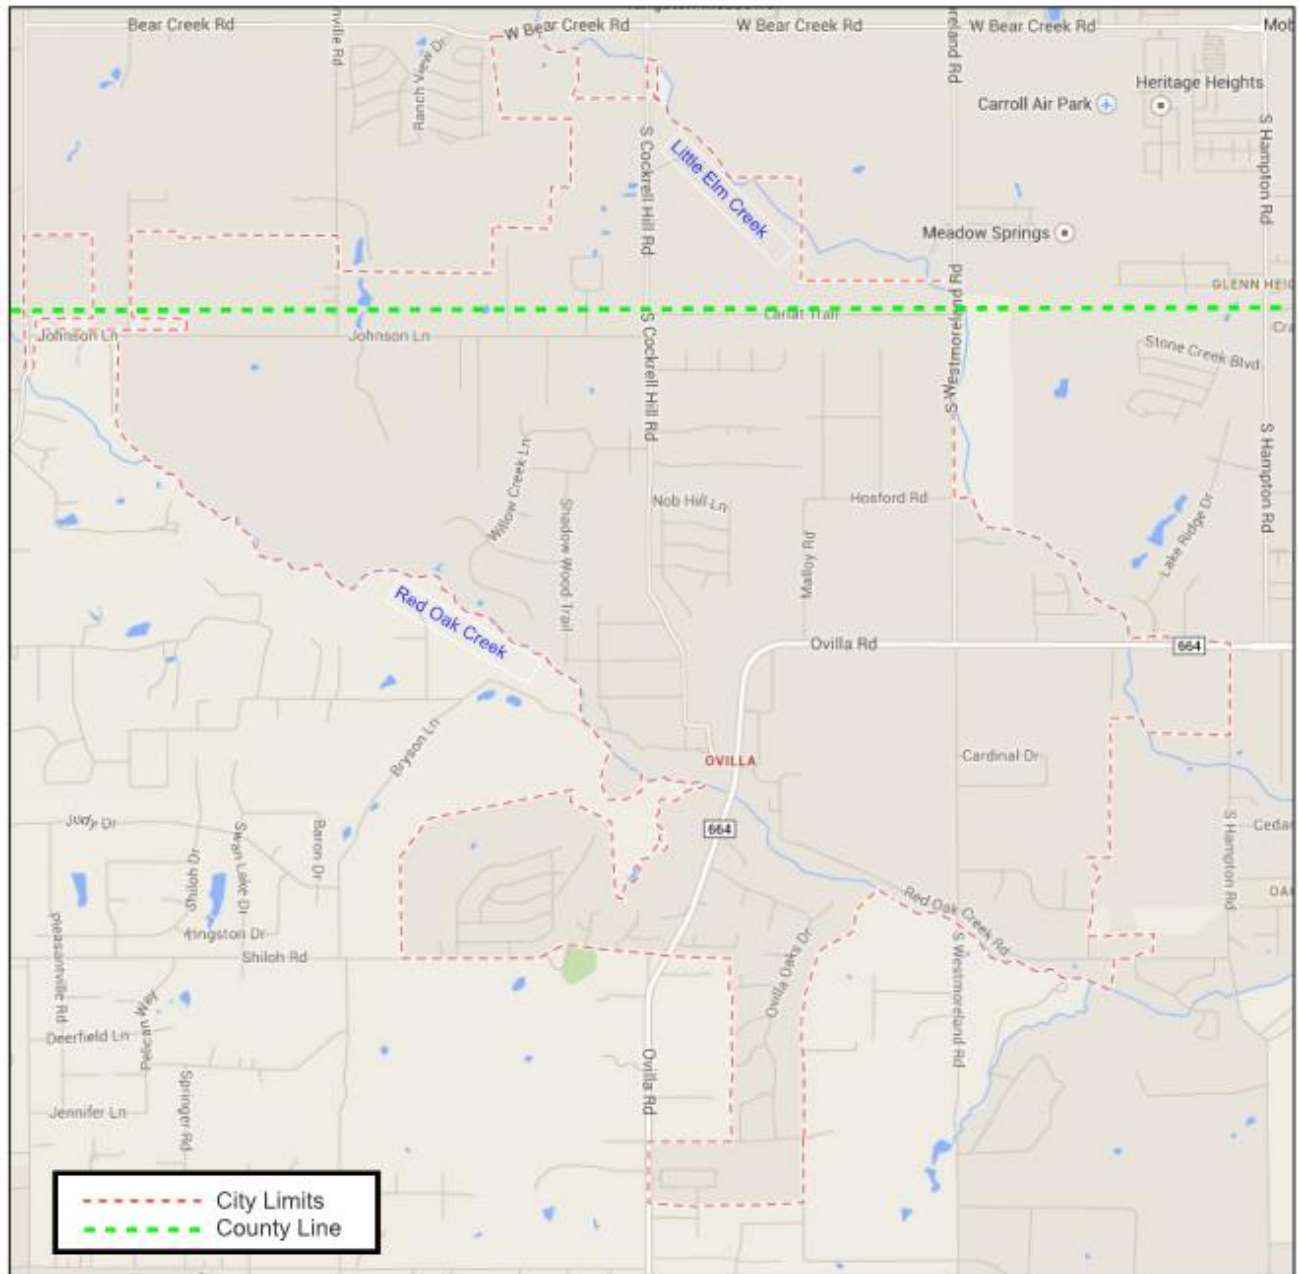 Bear Creek Rd
W Bear Creek Rd
W Bear Creek Rd
W Bear Creek Rd
Ranch View Dr
Carroll Air Park
Heritage Heights
S Hampton Rd
S Cockrell Hill Rd
Little Elm Creek
Meadow Springs
S Westmoreland Rd
Johnson Ln
Johnson Ln
S Cockrell Hill Rd
Stone Creek Blvd
S Hampton Rd
Willow Creek Ln
Shadow Wood Trail
Nob Hill Ln
Hosford Rd
Malloy Rd
Lake Ridge Dr
Red Oak Creek
Ovilla Rd
664
Bryson Ln
OVILLA
Cardinal Dr
664
Judy Dr
Swan Lake Dr
Baron Dr
Shiloh Dr
S Hampton Rd
Red Oak Creek Rd
Pleasantville Rd
Kingston Dr
Shiloh Rd
Ovilla Oaks Dr
S Westmoreland Rd
Pelican Way
Deerfield Ln
Springer Rd
Ovilla Rd
Jennifer Ln
City Limits
County Line